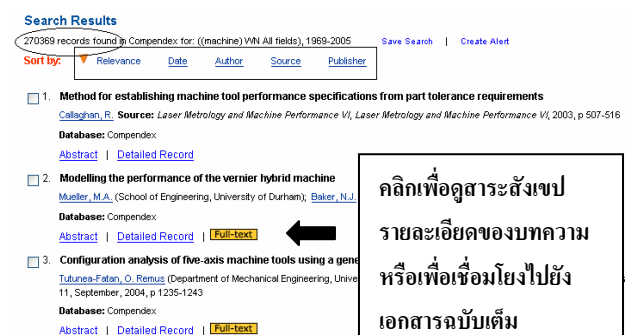 Search Results
270369 records found in Compendex for: ((machine) WN All fields), 1969-2005 Save Search | Create Alert
Sort by: Relevance Date Author Source Publisher
1. Method for establishing machine tool performance specifications from part tolerance requirements
Callaghan, R. Source: Laser Metrology and Machine Performance VI, Laser Metrology and Machine Performance VI, 2003, p 507-516
Database: Compendex
Abstract | Detailed Record
2. Modelling the performance of the vernier hybrid machine
Mueller, M.A. (School of Engineering, University of Durham); Baker, N.J.
Database: Compendex
Abstract | Detailed Record | Full-text
3. Configuration analysis of five-axis machine tools using a gene
Tutunea-Fatan, O. Remus (Department of Mechanical Engineering, Unive
11, September, 2004, p 1235-1243
Database: Compendex
Abstract | Detailed Record | Full-text
คลิกเพื่อดูสาระสังเขป
รายละเอียดของบทความ
หรือเพื่อเชื่อมโยงไปยัง
เอกสารฉบับเต็ม